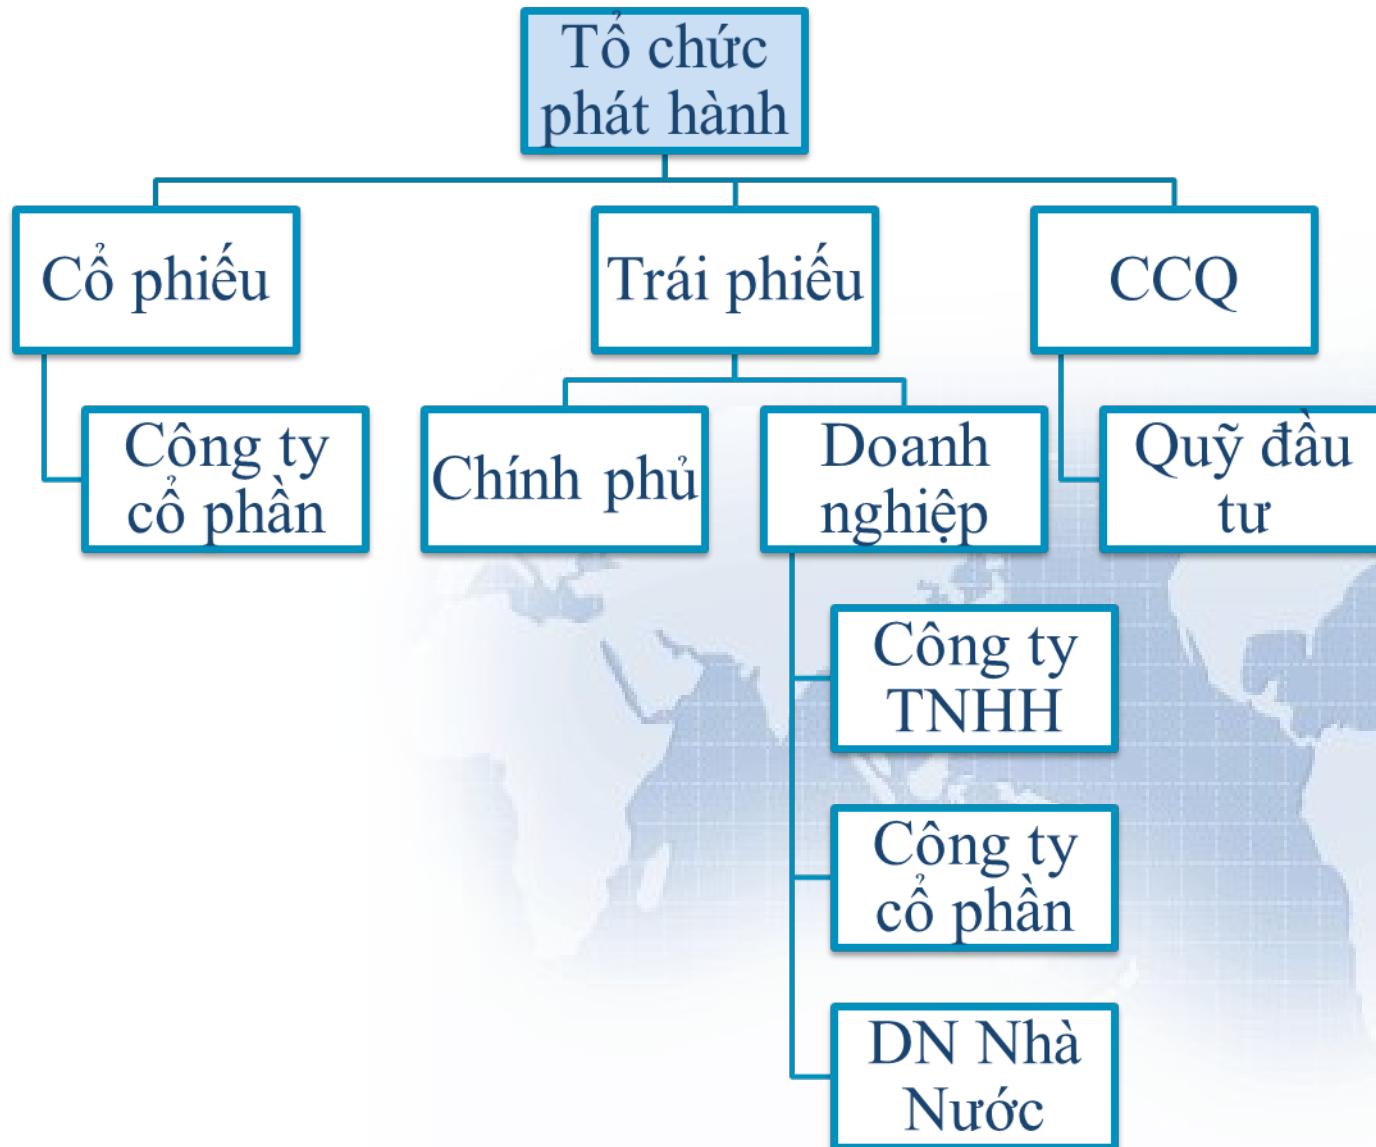 Tổ chức
phát hành
Cổ phiếu
Trái phiếu
CCQ
Công ty
cổ phần
Chính phủ
Doanh
nghiệp
Quỹ đầu
tư
Công ty
TNHH
Công ty
cổ phần
DN Nhà
Nước